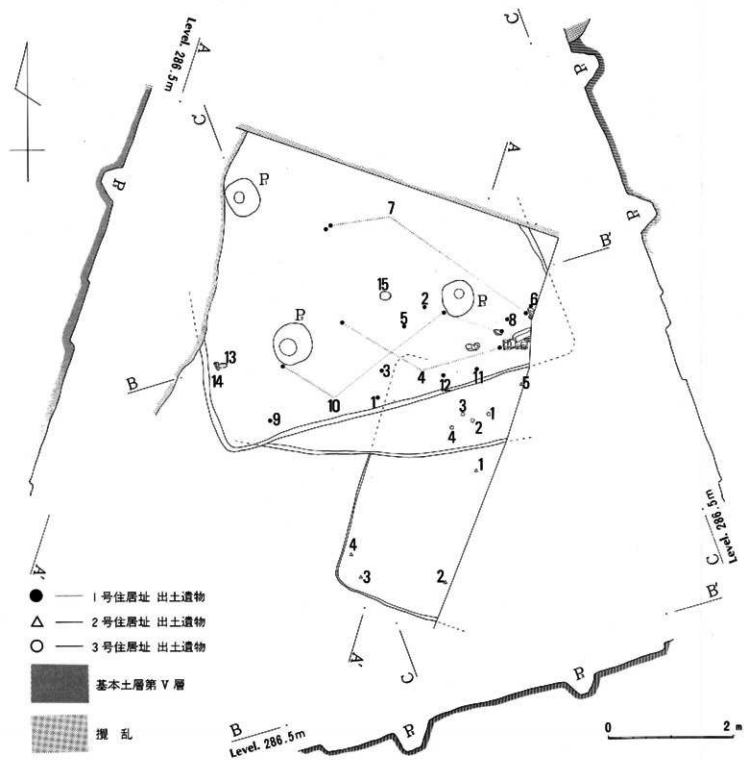 C
A
Level. 286.5m
C
P.
A
P.
7
P.
P.
B'
15
2
P.
6
8
5
P.
13
14
3
4
11
12
5
B
1
10
3
1
9
2
4
1
Level. 286.5m
C
4
3
2
A'
B'
● — 1号住居址 出土遺物
△ — 2号住居址 出土遺物
○ — 3号住居址 出土遺物
A'
C
基本土層第 V 層
P.
攪 乱
B
Level. 286.5m
P.
0 2 m